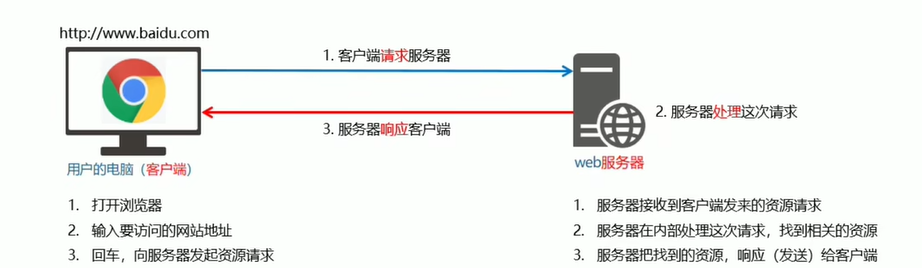 http://www.baidu.com
1. 客户端请求服务器
3. 服务器响应客户端
2. 服务器处理这次请求
用户的电脑（客户端）
web服务器
1. 打开浏览器
2. 输入要访问的网站地址
3. 回车，向服务器发起资源请求
1. 服务器接收到客户端发来的资源请求
2. 服务器在内部处理这次请求，找到相关的资源
3. 服务器把找到的资源，响应（发送）给客户端